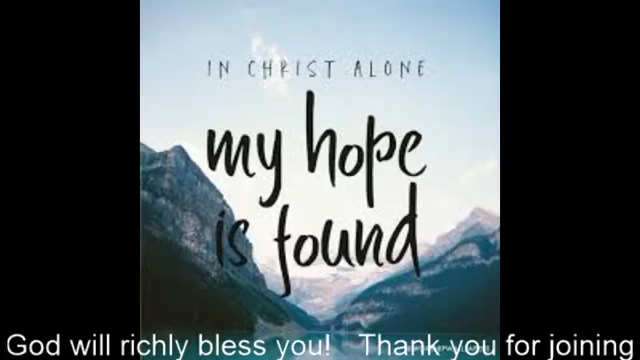 IN CHRIST ALONE
my hope
is found
God will richly bless you! Thank you for joining